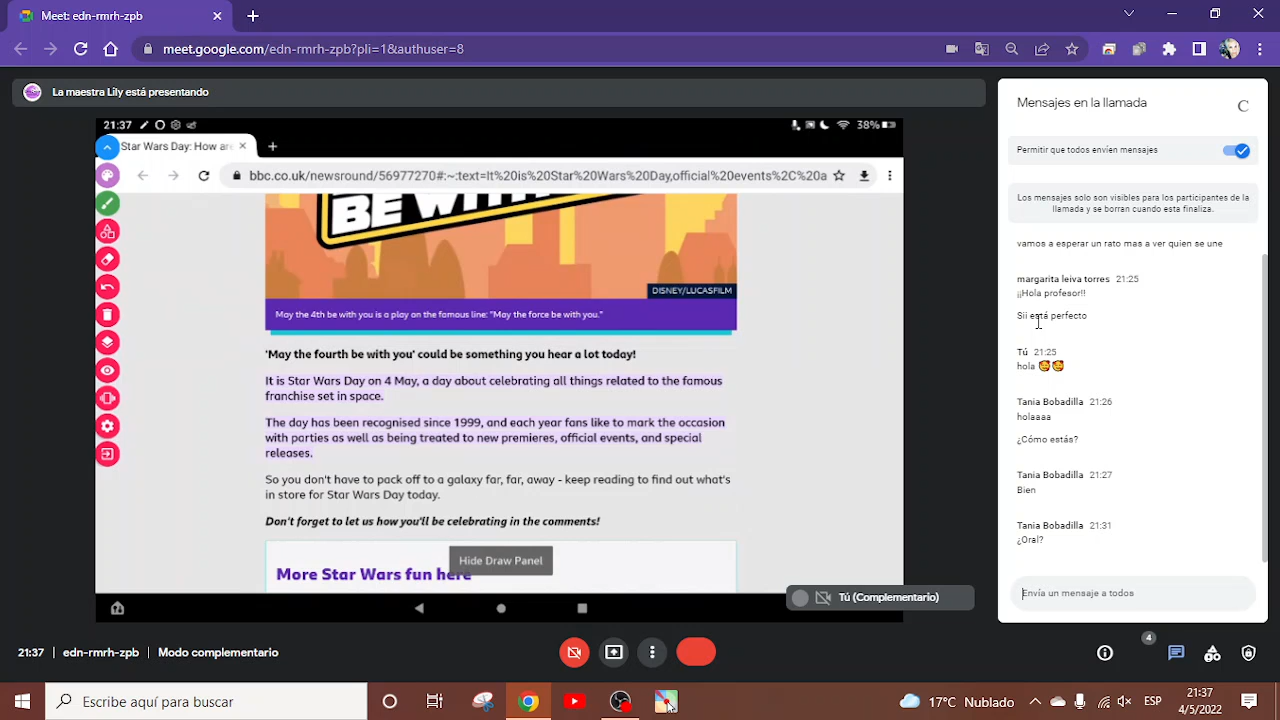 Meet: edn-rmrh-zpb
meet.google.com/edn-rmrh-zpb?pli=1&authuser=8
La maestra Lily está presentando
21:37
38%
Star Wars Day: How are
bbc.co.uk/newsround/56977270#:~:text=It%20is%20Star%20Wars%20Day,official%20events%2C%20a
BE WITH
DISNEY/LUCASFILM
May the 4th be with you is a play on the famous line: "May the force be with you."
'May the fourth be with you' could be something you hear a lot today!
It is Star Wars Day on 4 May, a day about celebrating all things related to the famous
franchise set in space.
The day has been recognised since 1999, and each year fans like to mark the occasion
with parties as well as being treated to new premieres, official events, and special
releases.
So you don't have to pack off to a galaxy far, far, away - keep reading to find out what's
in store for Star Wars Day today.
Don't forget to let us how you'll be celebrating in the comments!
Hide Draw Panel
More Star Wars fun here
Tú (Complementario)
Mensajes en la llamada
Permitir que todos envíen mensajes
Los mensajes solo son visibles para los participantes de la
llamada y se borran cuando esta finaliza.
vamos a esperar un rato mas a ver quien se une
margarita leiva torres 21:25
¡¡Hola profesor!!
Sii está perfecto
Tú 21:25
hola
Tania Bobadilla 21:26
holaaaa
¿Cómo estás?
Tania Bobadilla 21:27
Bien
Tania Bobadilla 21:31
¿Oral?
Envía un mensaje a todos
21:37 | edn-rmrh-zpb | Modo complementario
4
Escribe aquí para buscar
17°C Nublado
ESP
21:37
4/5/2022